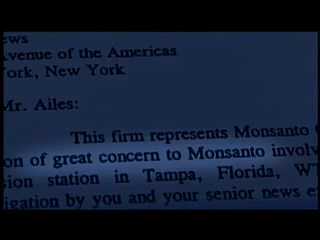 ews
Avenue of the Americas
ork, New York
Mr. Ailes:
This firm represents Monsanto
on of great concern to Monsanto involv
sion station in Tampa, Florida, WT
igation by you and your senior news e